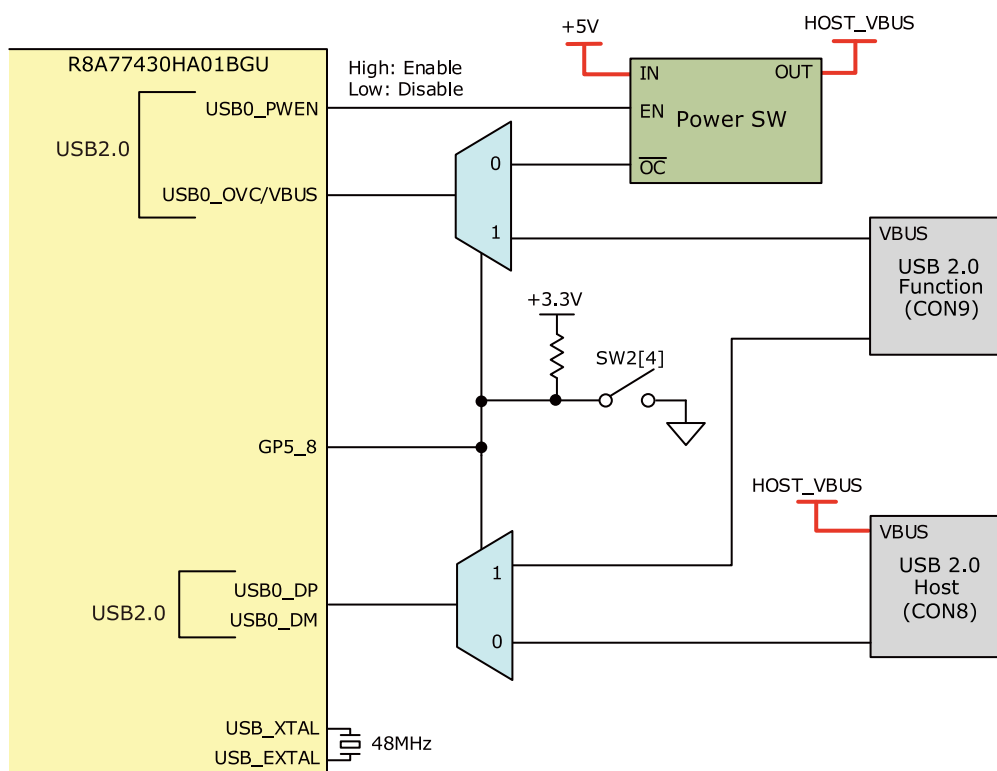 +5V
HOST_VBUS
R8A77430HA01BGU
High: Enable
Low: Disable
IN
OUT
USB0_PWEN
EN
Power SW
USB2.0
0
OC
USB0_OVC/VBUS
1
VBUS
USB 2.0
Function
(CON9)
+3.3V
SW2[4]
GP5_8
HOST_VBUS
VBUS
USB 2.0
Host
(CON8)
1
USB0_DP
USB2.0
USB0_DM
0
USB_XTAL
48MHz
USB_EXTAL